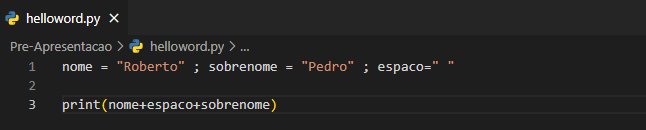 helloword.py ×
Pre-Apresentacao > helloword.py > ...
1 nome = "Roberto" ; sobrenome = "Pedro" ; espaco=" "
2
3 print(nome+espaco+sobrenome)